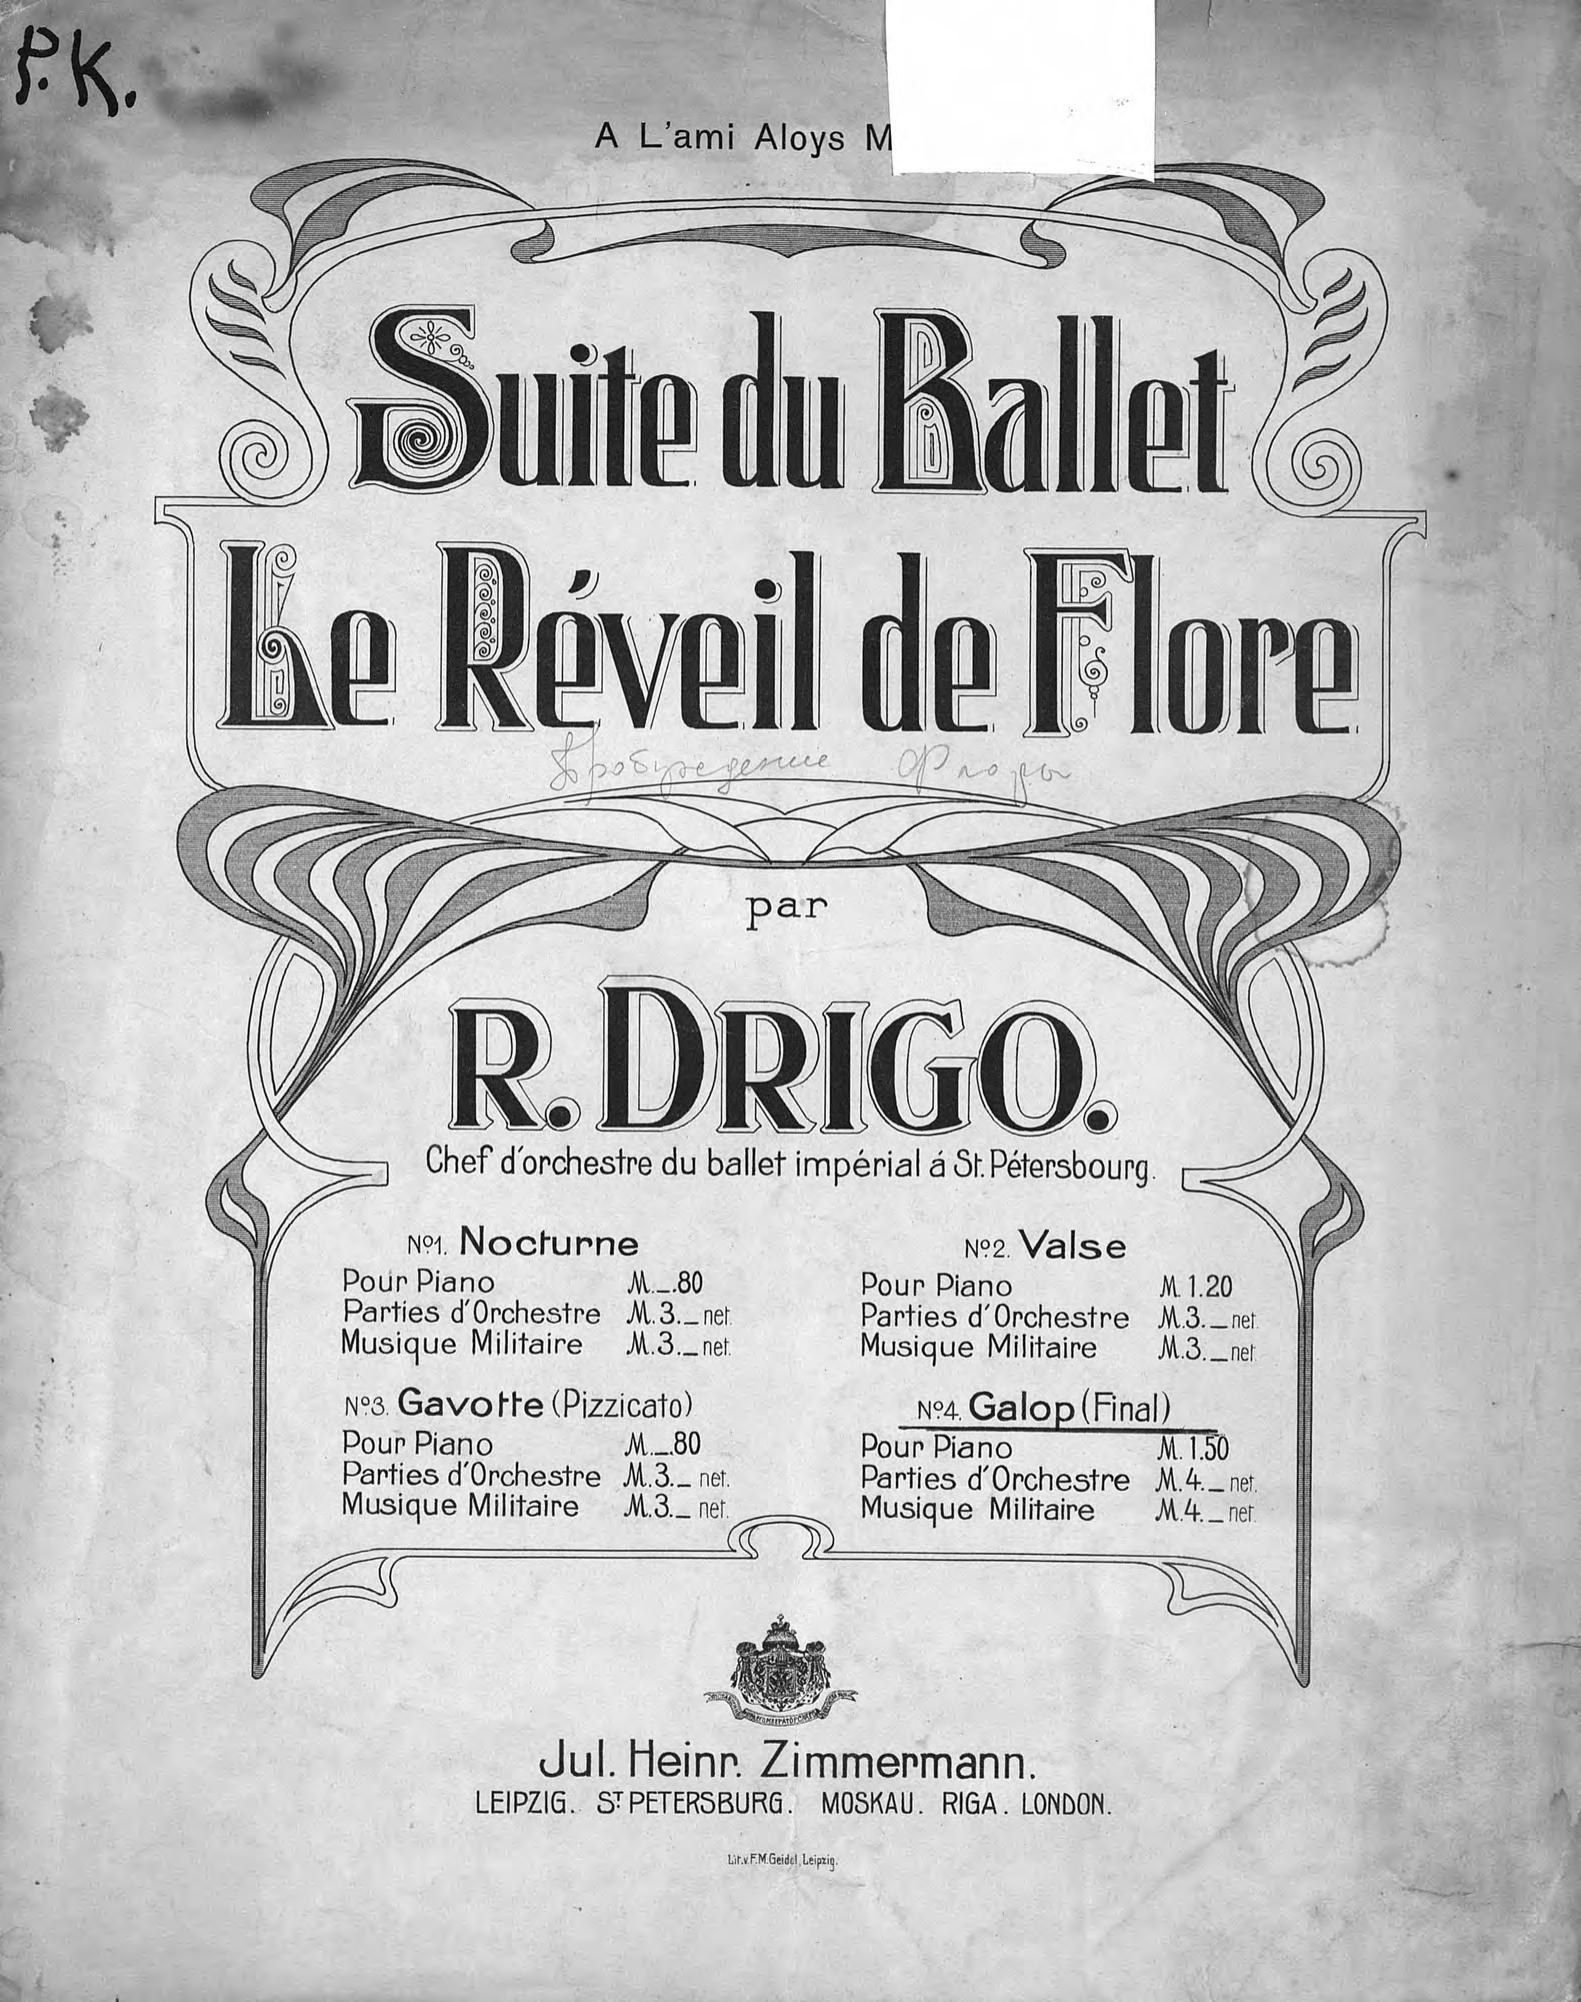 P. K.
A L'ami Aloys
Suite du Ballet
Le Réveil de Flore
Пробуждение Флоры
par
R. DRIGO.
Chef d'orchestre du ballet impérial á St. Pétersbourg.
No1. Nocturne
Pour Piano M._.80
Parties d'Orchestre M.3._ net.
Musique Militaire M.3._ net.
No2. Valse
Pour Piano M.1.20
Parties d'Orchestre M.3._ net.
Musique Militaire M.3._ net.
No3. Gavotte (Pizzicato)
Pour Piano M._.80
Parties d'Orchestre M.3._ net.
Musique Militaire M.3._ net.
No4. Galop (Final)
Pour Piano M.1.50
Parties d'Orchestre M.4._ net.
Musique Militaire M.4._ net.
Jul. Heinr. Zimmermann.
LEIPZIG. ST PETERSBURG. MOSKAU. RIGA. LONDON.
Lit.v.F.M.Geidel, Leipzig.